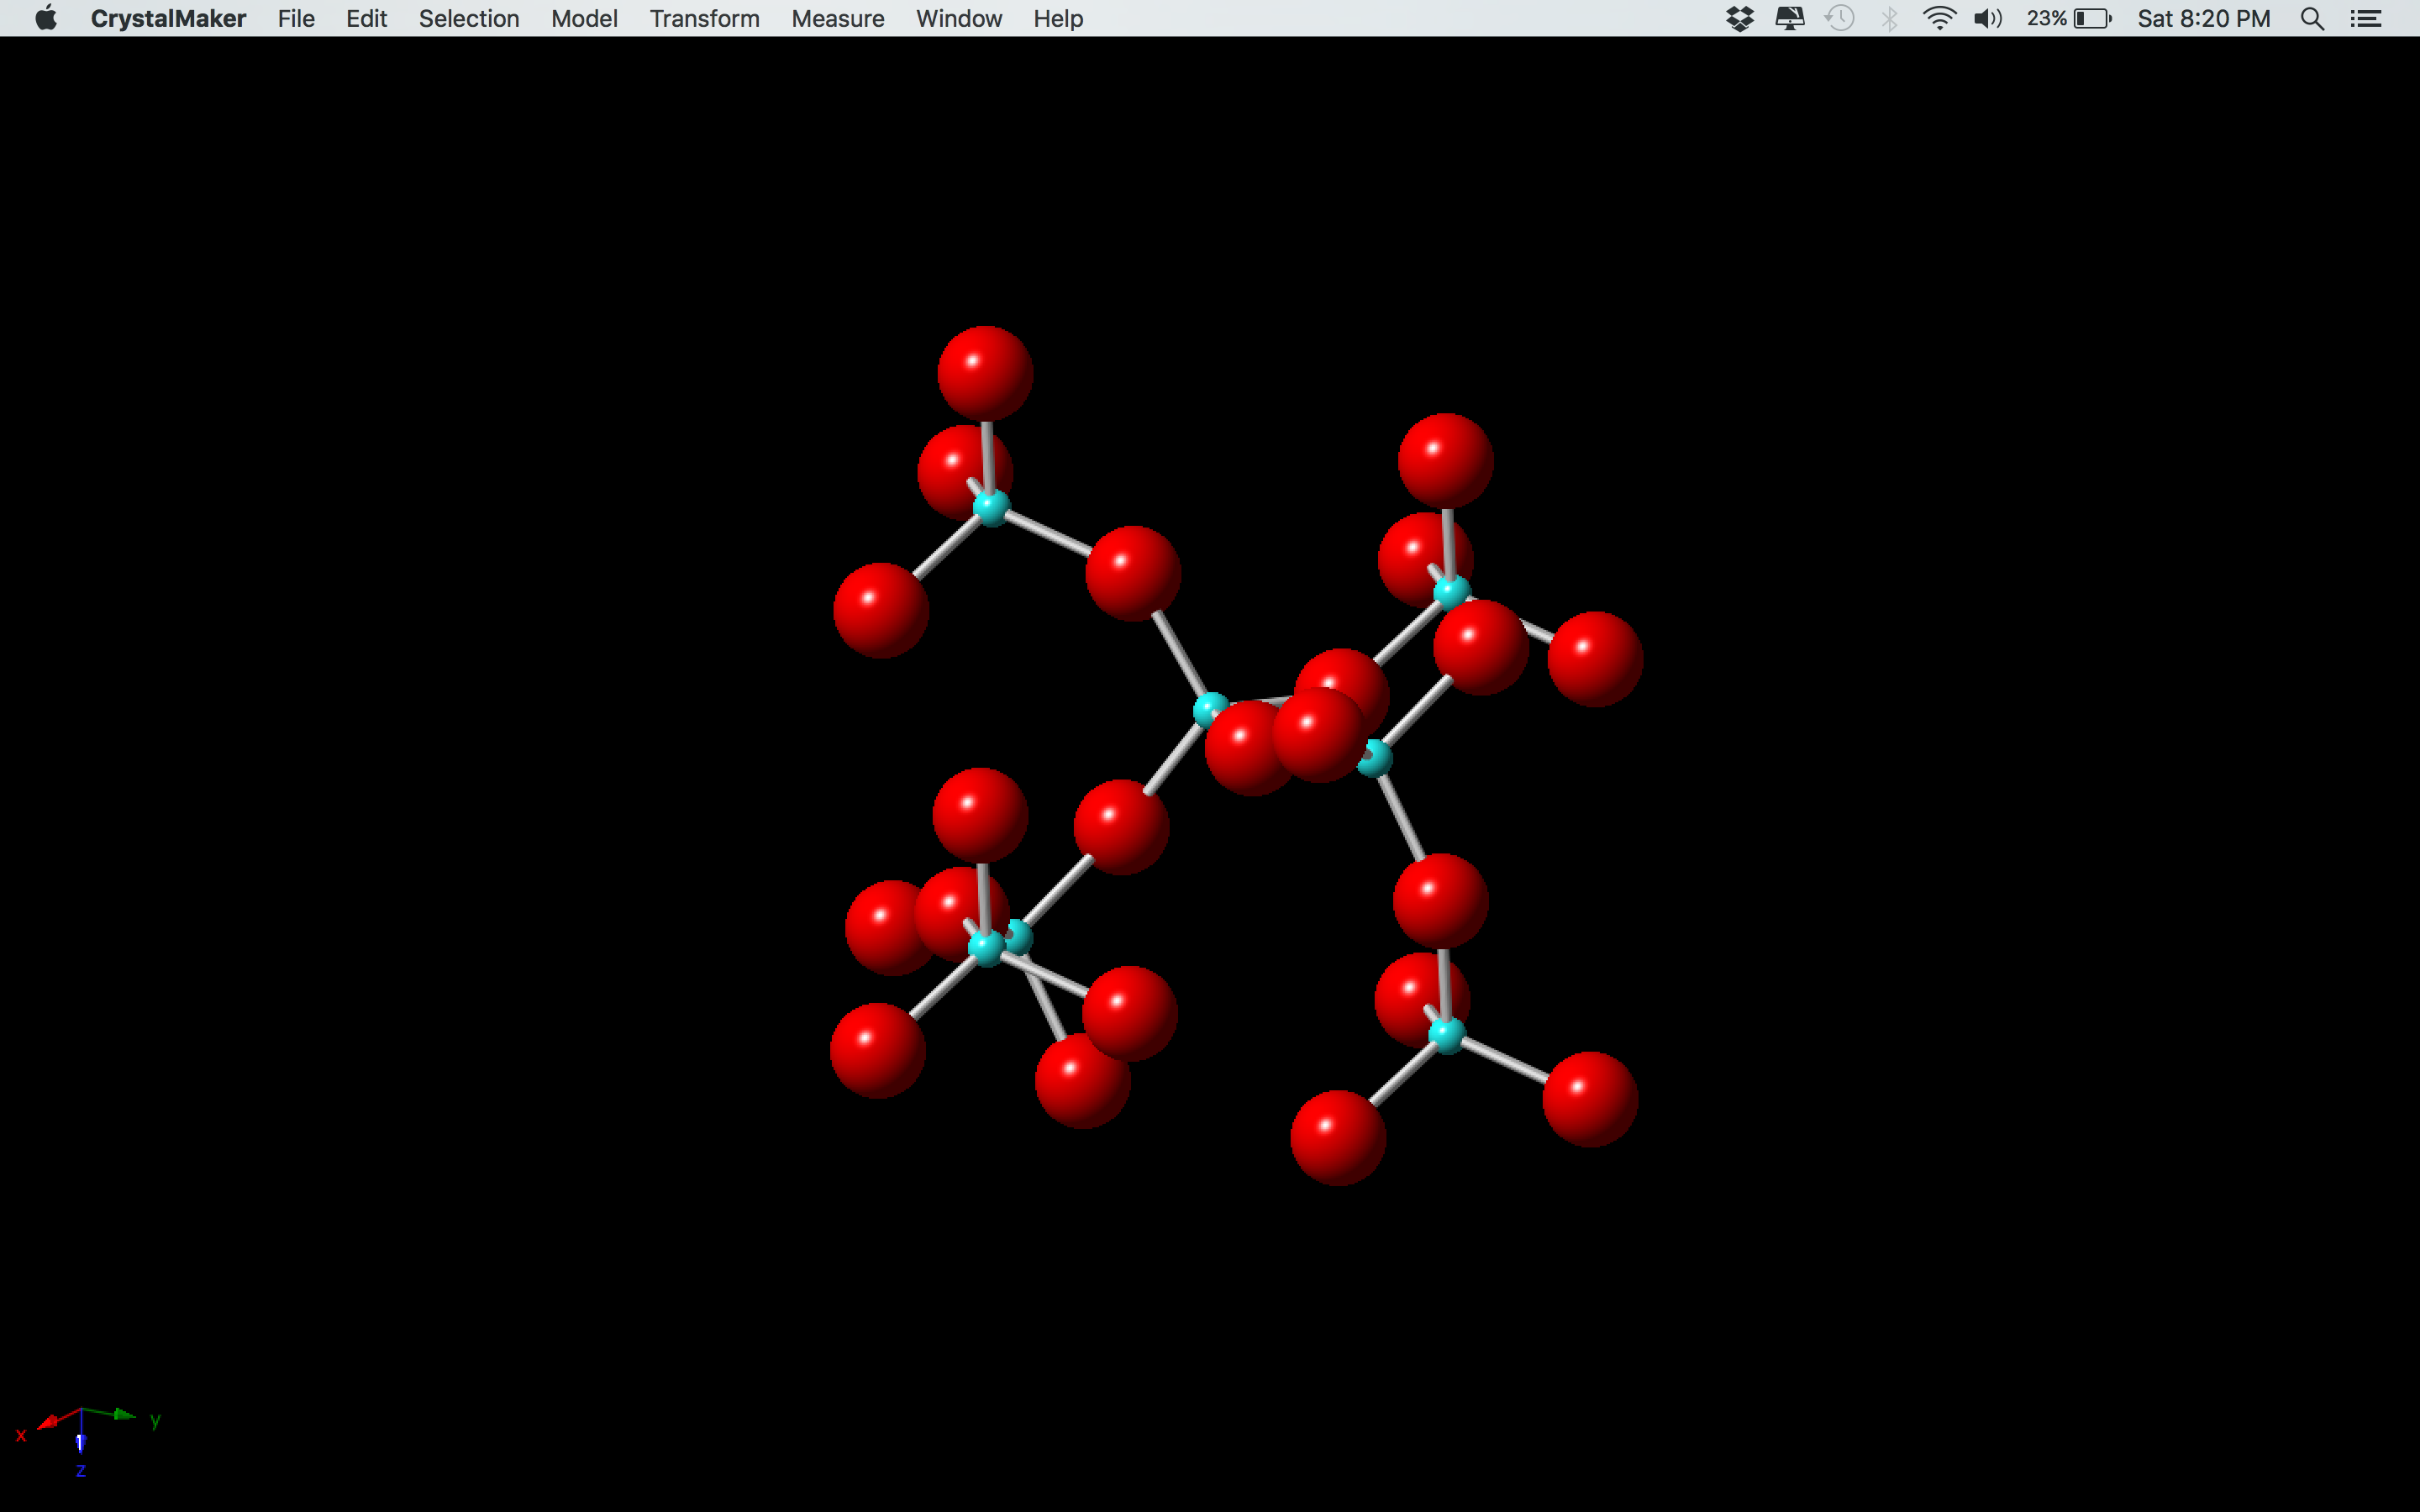 CrystalMaker File Edit Selection Model Transform Measure Window Help 23% Sat 8:20 PM
x y
z